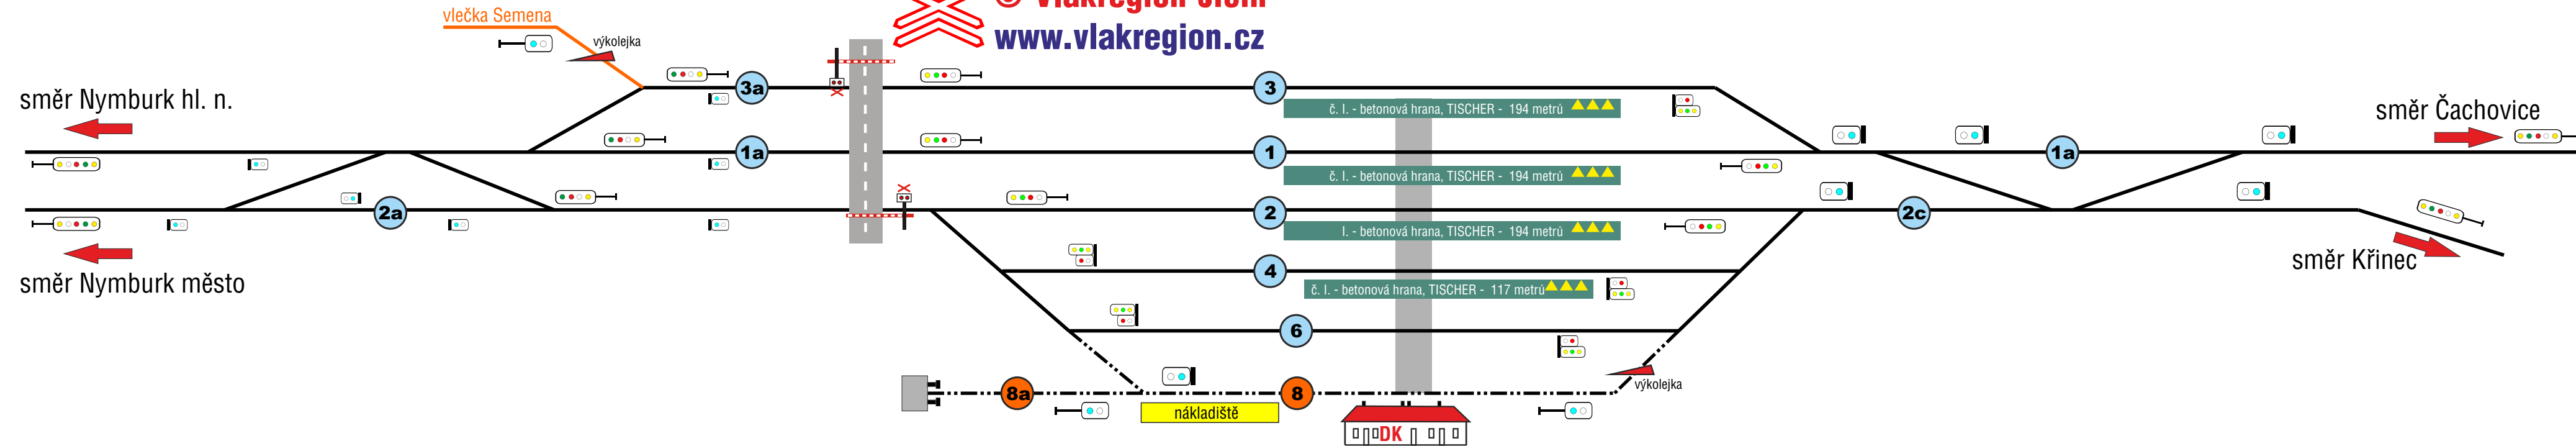 vlečka Semena
www.vlakregion.cz
výkolejka
směr Nymburk hl. n.
3a
3
č. I. - betonová hrana, TISCHER - 194 metrů
směr Čachovice
1a
1
1a
č. I. - betonová hrana, TISCHER - 194 metrů
2a
2
2c
I. - betonová hrana, TISCHER - 194 metrů
směr Nymburk město
směr Křinec
4
č. I. - betonová hrana, TISCHER - 117 metrů
6
výkolejka
8a
8
nákladiště
DK